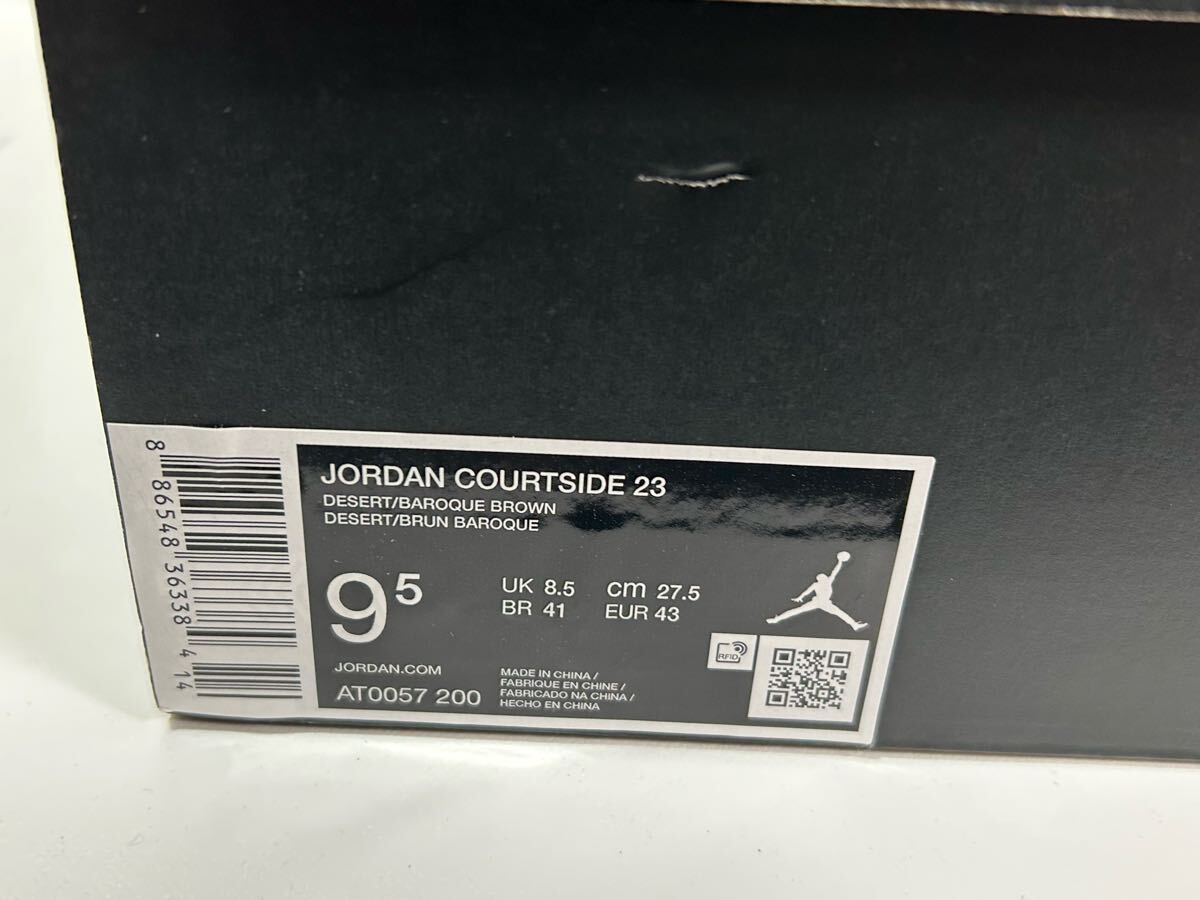 8 86548 36338 4 14
JORDAN COURTSIDE 23
DESERT/BAROQUE BROWN
DESERT/BRUN BAROQUE
9 5
UK 8.5 cm 27.5
BR 41 EUR 43
RFID
JORDAN.COM
AT0057 200
MADE IN CHINA /
FABRIQUE EN CHINE /
FABRICADO NA CHINA /
HECHO EN CHINA